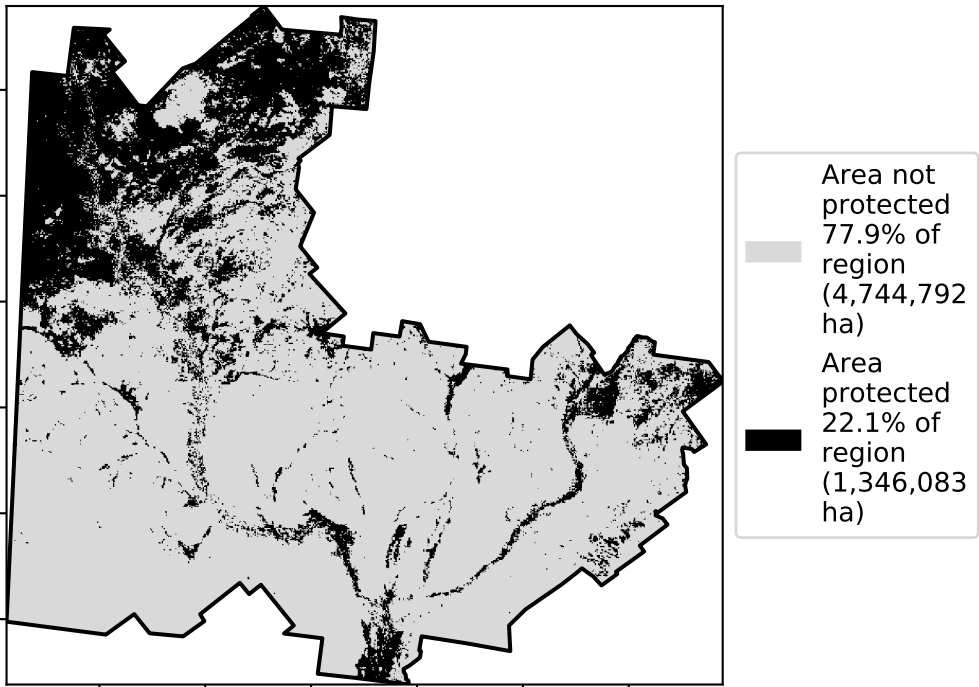 Area not
protected
77.9% of
region
(4,744,792
ha)
Area
protected
22.1% of
region
(1,346,083
ha)